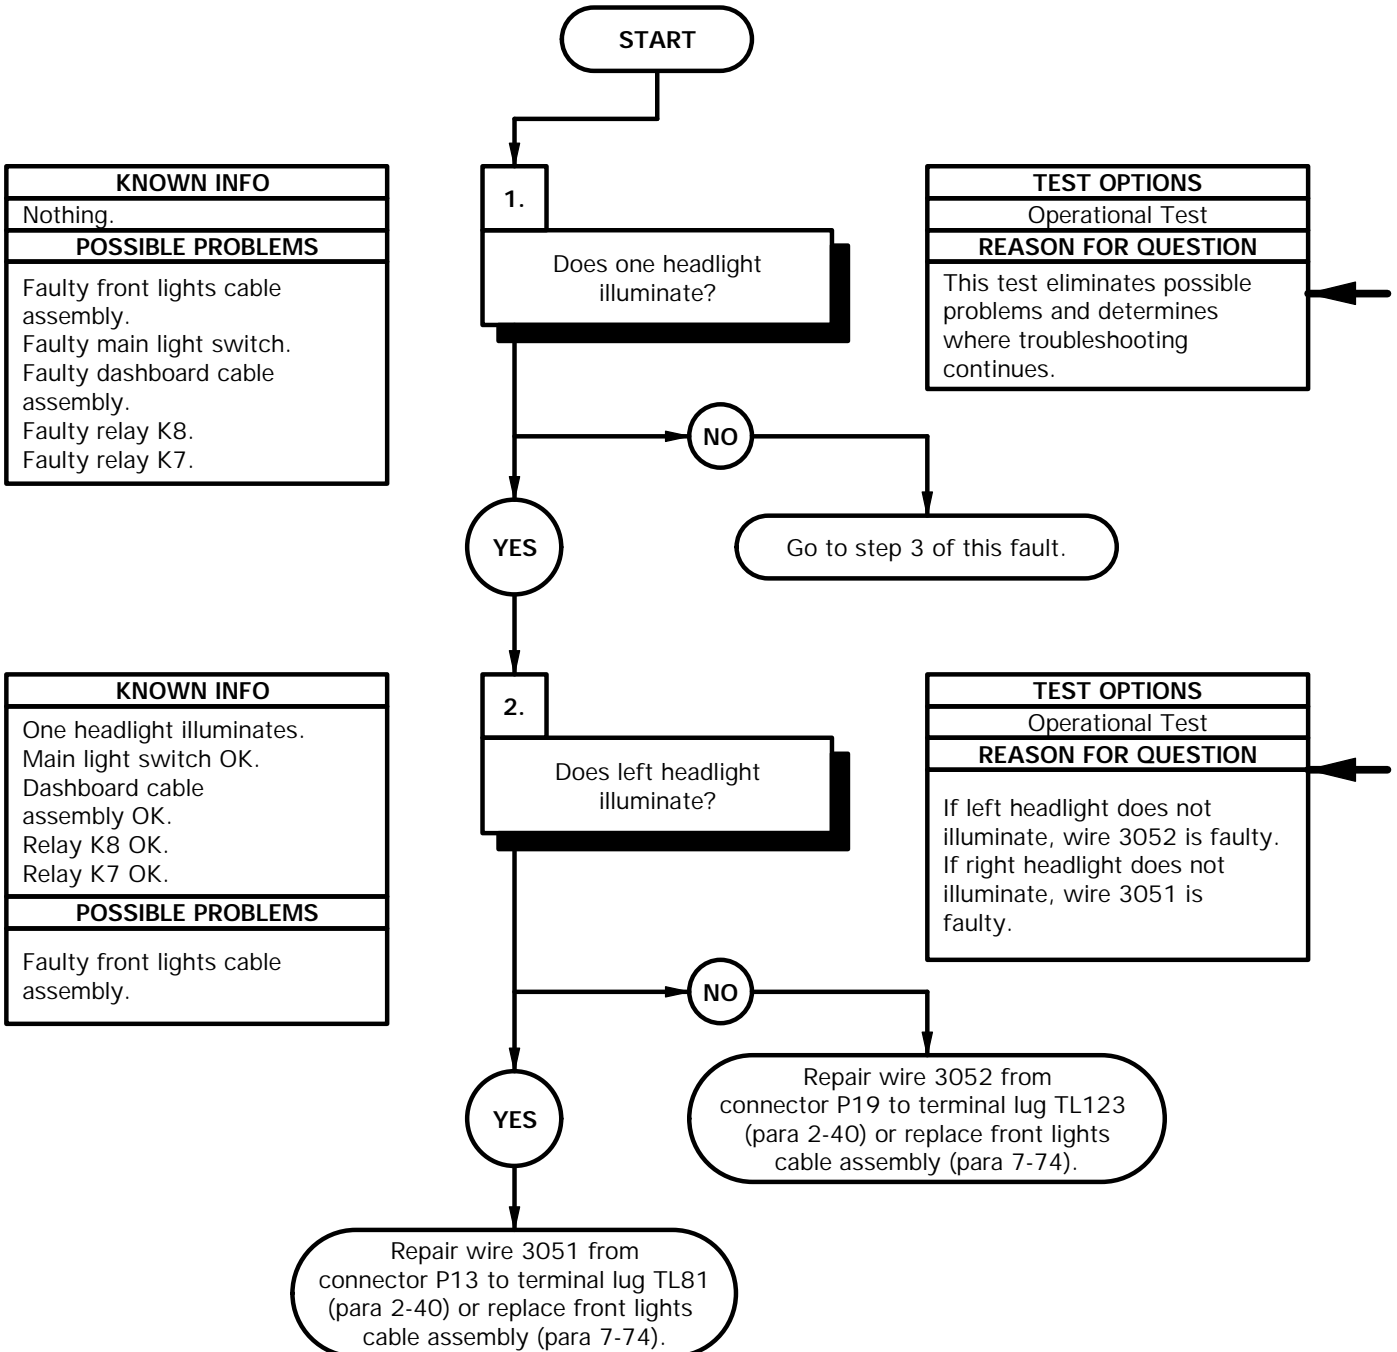 START
KNOWN INFO
Nothing.
POSSIBLE PROBLEMS
Faulty front lights cable
assembly.
Faulty main light switch.
Faulty dashboard cable
assembly.
Faulty relay K8.
Faulty relay K7.
1.
Does one headlight
illuminate?
TEST OPTIONS
Operational Test
REASON FOR QUESTION
This test eliminates possible
problems and determines
where troubleshooting
continues.
NO
YES
Go to step 3 of this fault.
KNOWN INFO
One headlight illuminates.
Main light switch OK.
Dashboard cable
assembly OK.
Relay K8 OK.
Relay K7 OK.
POSSIBLE PROBLEMS
Faulty front lights cable
assembly.
2.
Does left headlight
illuminate?
TEST OPTIONS
Operational Test
REASON FOR QUESTION
If left headlight does not
illuminate, wire 3052 is faulty.
If right headlight does not
illuminate, wire 3051 is
faulty.
NO
YES
Repair wire 3052 from
connector P19 to terminal lug TL123
(para 2-40) or replace front lights
cable assembly (para 7-74).
Repair wire 3051 from
connector P13 to terminal lug TL81
(para 2-40) or replace front lights
cable assembly (para 7-74).